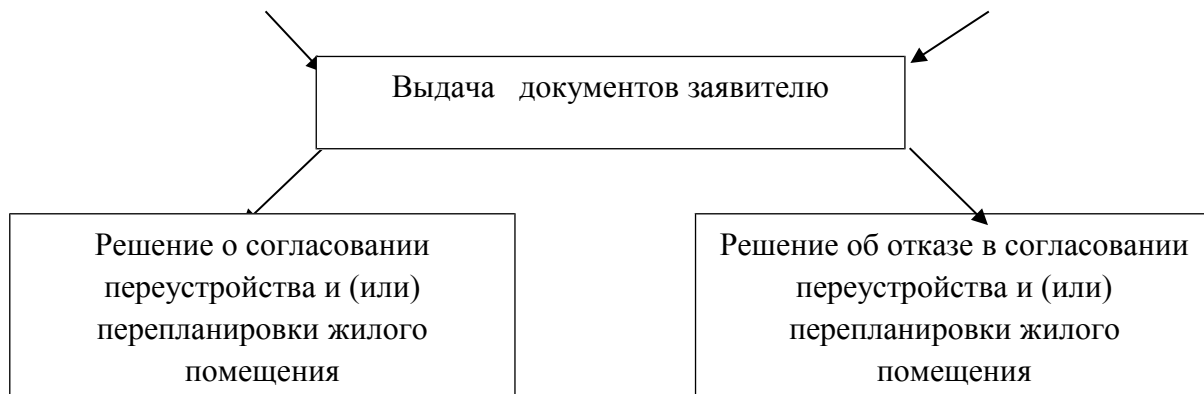 Выдача документов заявителю
Решение о согласовании
переустройства и (или)
перепланировки жилого
помещения
Решение об отказе в согласовании
переустройства и (или)
перепланировки жилого
помещения